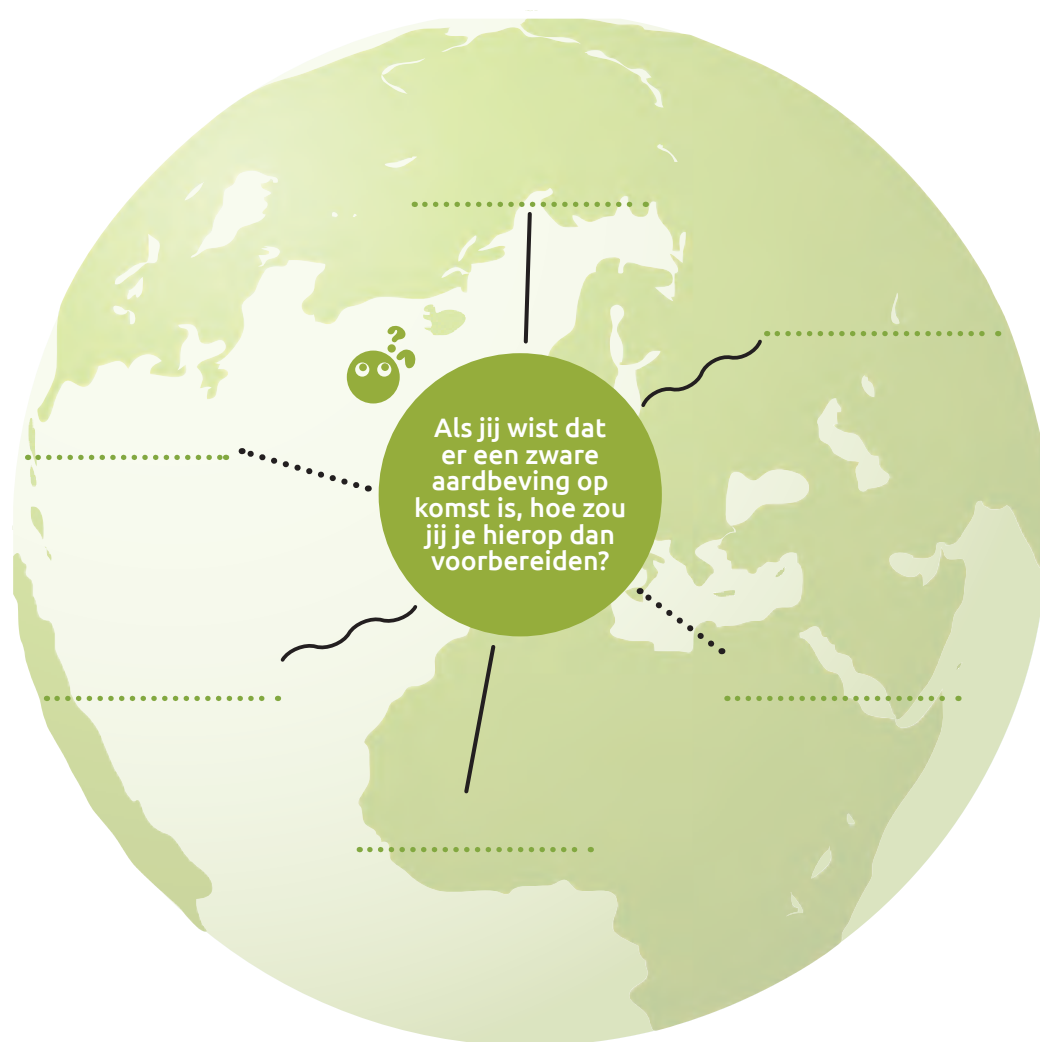 ?
Als jij wist dat
er een zware
aardbeving op
komst is, hoe zou
jij je hierop dan
voorbereiden?